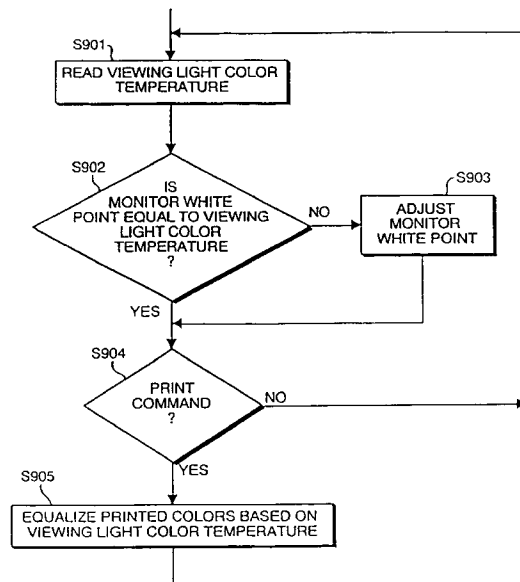 S901
READ VIEWING LIGHT COLOR
TEMPERATURE
S902
IS
MONITOR WHITE
POINT EQUAL TO VIEWING
LIGHT COLOR
TEMPERATURE
?
NO
S903
ADJUST
MONITOR
WHITE POINT
YES
S904
PRINT
COMMAND
?
NO
YES
S905
EQUALIZE PRINTED COLORS BASED ON
VIEWING LIGHT COLOR TEMPERATURE